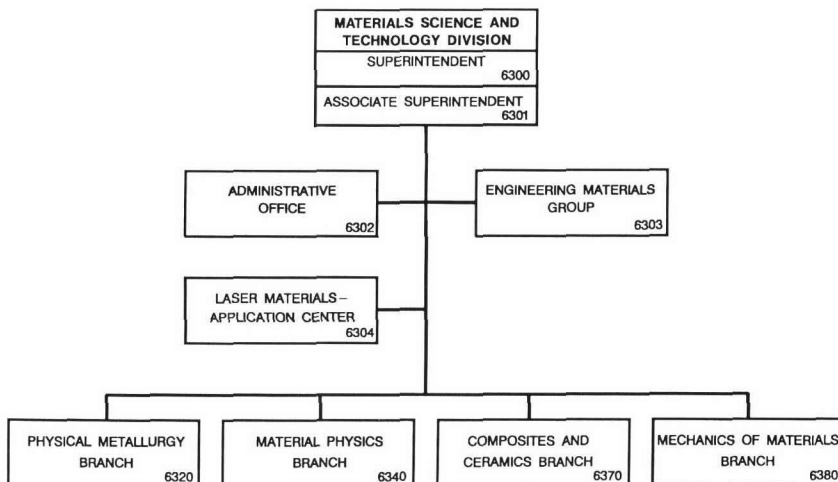 MATERIALS SCIENCE AND
TECHNOLOGY DIVISION
SUPERINTENDENT
6300
ASSOCIATE SUPERINTENDENT
6301
ADMINISTRATIVE
OFFICE
6302
ENGINEERING MATERIALS
GROUP
6303
LASER MATERIALS–
APPLICATION CENTER
6304
PHYSICAL METALLURGY
BRANCH
6320
MATERIAL PHYSICS
BRANCH
6340
COMPOSITES AND
CERAMICS BRANCH
6370
MECHANICS OF MATERIALS
BRANCH
6380